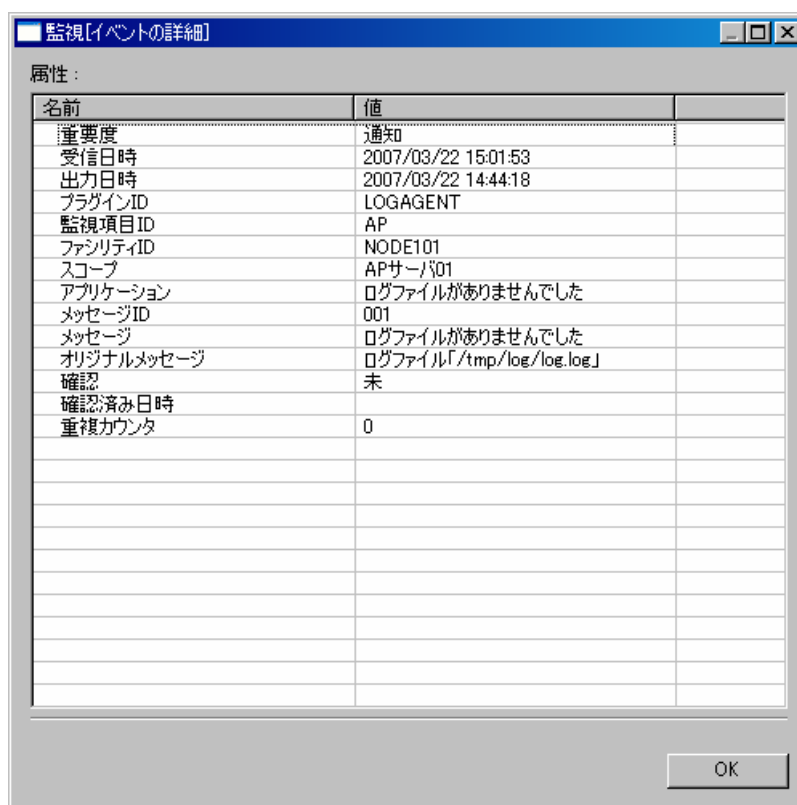 監視[イベントの詳細]
属性：
名前 値
重要度 通知
受信日時 2007/03/22 15:01:53
出力日時 2007/03/22 14:44:18
プラグインID LOGAGENT
監視項目ID AP
ファシリティID NODE101
スコープ APサーバ01
アプリケーション ログファイルがありませんでした
メッセージID 001
メッセージ ログファイルがありませんでした
オリジナルメッセージ ログファイル「/tmp/log/log.log」
確認 未
確認済み日時
重複カウンタ 0
OK